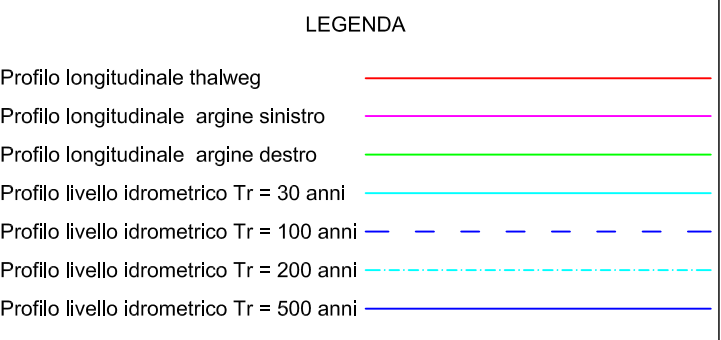 LEGENDA
Profilo longitudinale thalweg
Profilo longitudinale argine sinistro
Profilo longitudinale argine destro
Profilo livello idrometrico Tr = 30 anni
Profilo livello idrometrico Tr = 100 anni
Profilo livello idrometrico Tr = 200 anni
Profilo livello idrometrico Tr = 500 anni